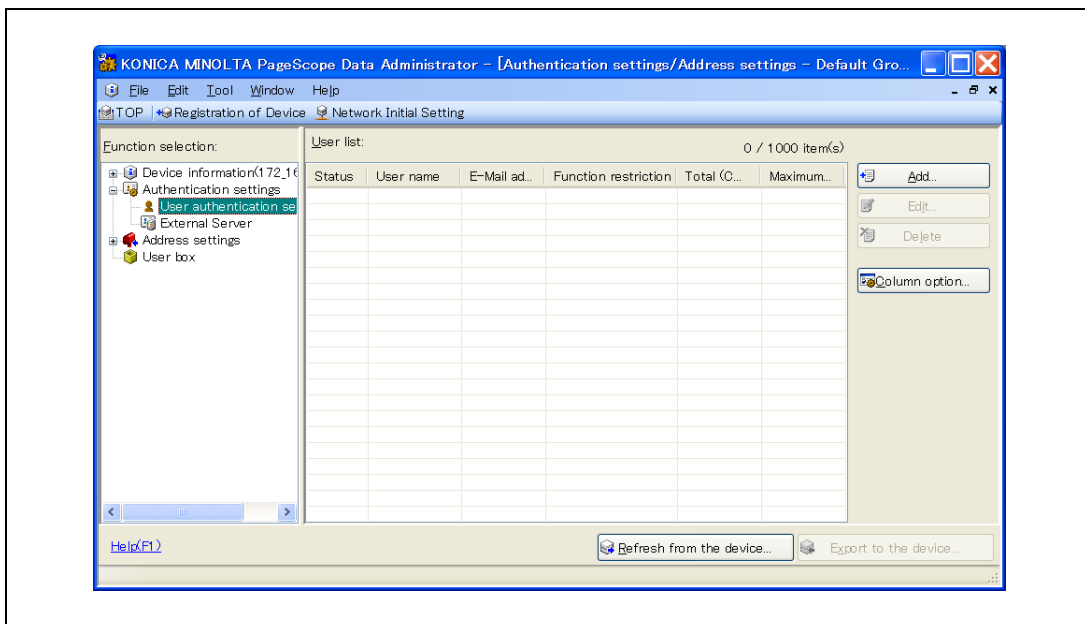 KONICA MINOLTA PageScope Data Administrator - [Authentication settings/Address settings - Default Gro...
File Edit Tool Window Help
TOP Registration of Device Network Initial Setting
Function selection:
Device information(172_16
Authentication settings
User authentication se
External Server
Address settings
User box
User list:
0 / 1000 item(s)
Status User name E-Mail ad... Function restriction Total (C... Maximum...
Add...
Edit...
Delete
Column option...
Help(F1)
Refresh from the device... Export to the device...